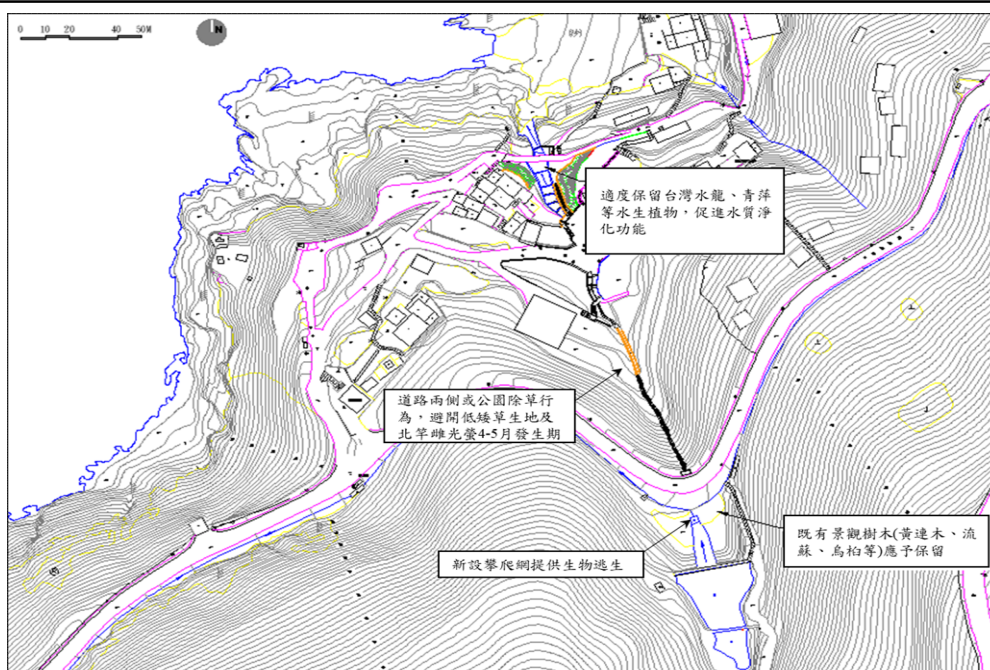 0 10 20 40 50M
N
適度保留台灣水龍、青萍
等水生植物，促進水質淨
化功能
道路兩側或公園除草行
為，避開低矮草生地及
北竿雌光螢4-5月發生期
既有景觀樹木(黃連木、流
蘇、烏桕等)應予保留
新設攀爬網提供生物逃生